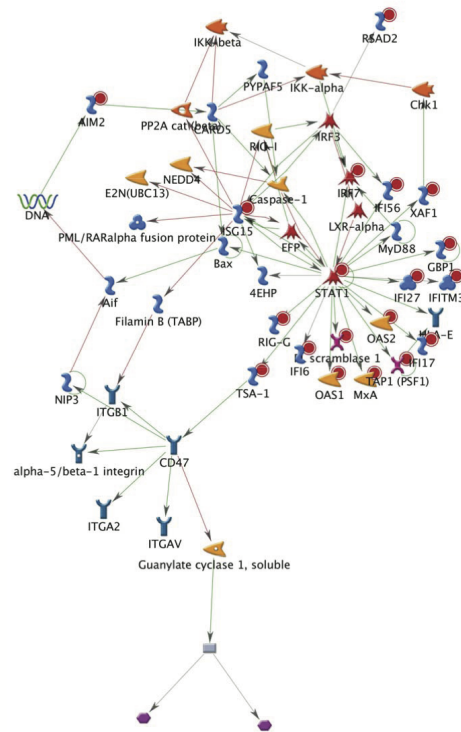 IKK-beta
RSAD2
PYPAF5
IKK-alpha
Chk1
AIM2
PP2A cat(beta)
CARD5
IRF3
RIG-I
NEDD4
E2N(UBC13)
Caspase-1
IRF7
IFI56
XAF1
DNA
ISG15
LXR-alpha
PML/RARalpha fusion protein
EFP
MyD88
Bax
GBP1
4EHP
STAT1
IFI27
IFITM3
Aif
Filamin B (TABP)
OAS2
HLA-E
RIG-G
IFI6
scramblase 1
IFI17
TAP1 (PSF1)
NIP3
TSA-1
OAS1
MxA
ITGB1
CD47
alpha-5/beta-1 integrin
ITGA2
ITGAV
Guanylate cyclase 1, soluble